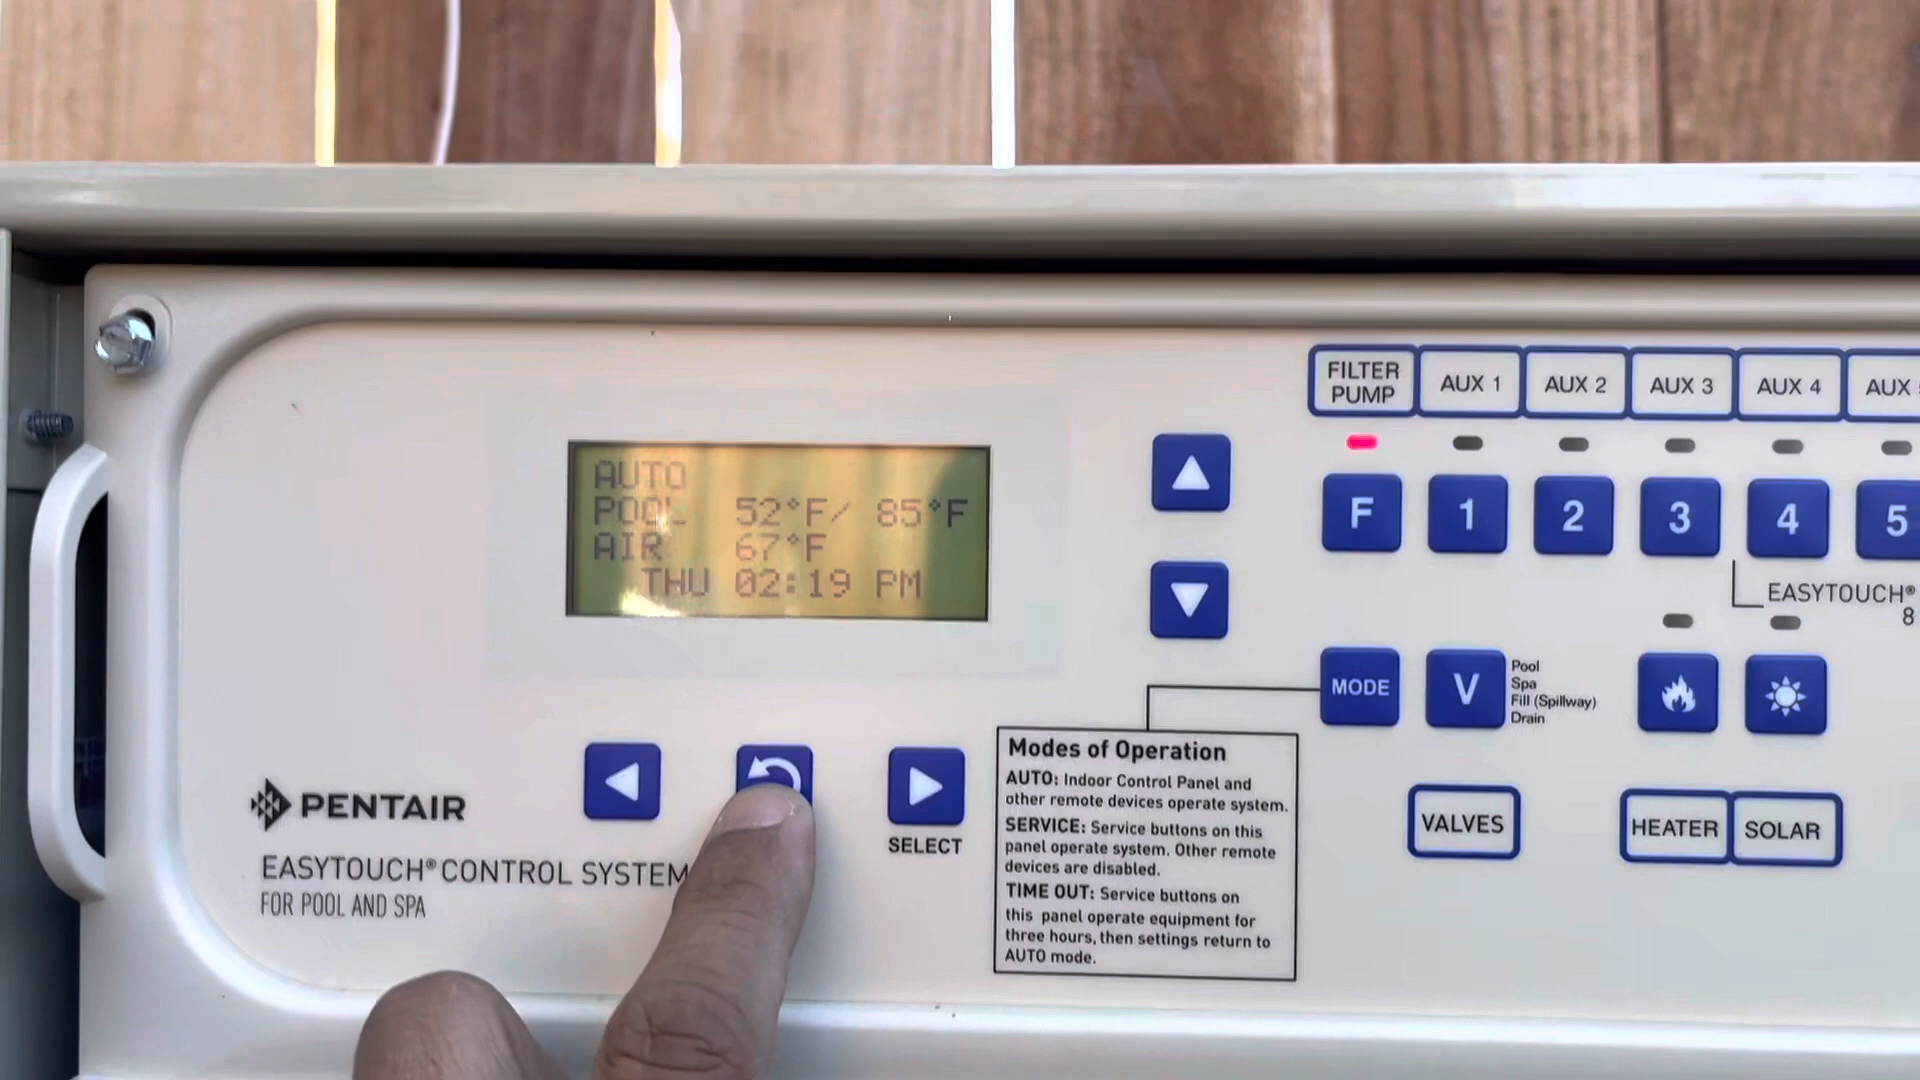 AUTO
POOL 52°F/ 85°F
AIR 67°F
THU 02:19 PM
FILTER
PUMP
AUX 1
AUX 2
AUX 3
AUX 4
AUX
F
1
2
3
4
5
EASYTOUCH®
8
MODE
V
Pool
Spa
Fill (Spillway)
Drain
VALVES
HEATER
SOLAR
SELECT
Modes of Operation
AUTO: Indoor Control Panel and
other remote devices operate system.
SERVICE: Service buttons on this
panel operate system. Other remote
devices are disabled.
TIME OUT: Service buttons on
this panel operate equipment for
three hours, then settings return to
AUTO mode.
PENTAIR
EASYTOUCH® CONTROL SYSTEM
FOR POOL AND SPA